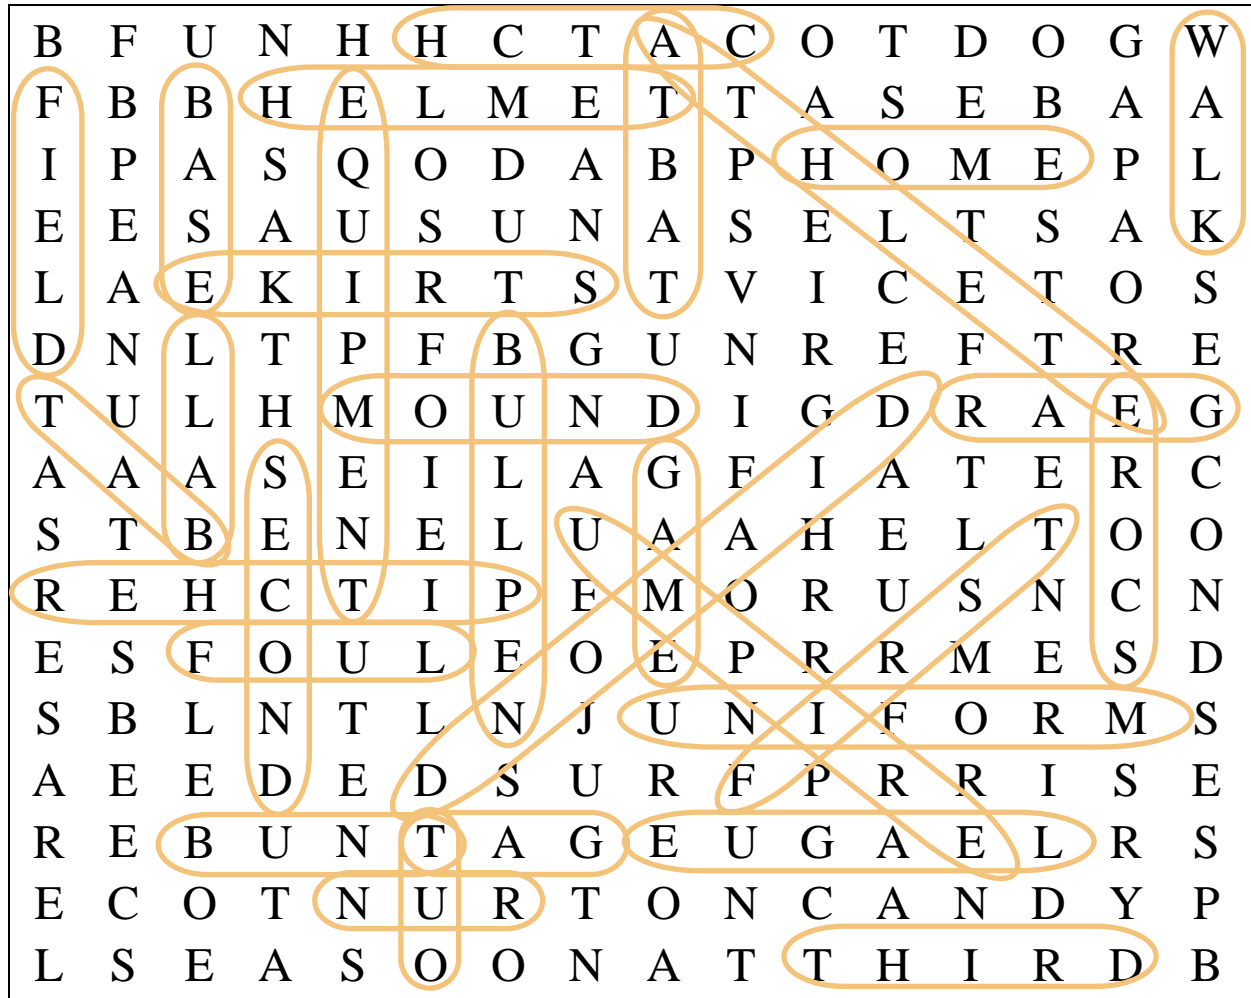 B F U N H H C T A C O T D O G W
F B B H E L M E T T A S E B A A
I P A S Q O D A B P H O M E P L
E E S A U S U N A S E L T S A K
L A E K I R T S T V I C E T O S
D N L T P F B G U N R E F T R E
T U L H M O U N D I G D R A E G
A A A S E I L A G F I A T E R C
S T B E N E L U A A H E L T O O
R E H C T I P E M O R U S N C N
E S F O U L E O E P R R M E S D
S B L N T L N J U N I F O R M S
A E E D E D S U R F P R R I S E
R E B U N T A G E U G A E L R S
E C O T N U R T O N C A N D Y P
L S E A S O O N A T T H I R D B